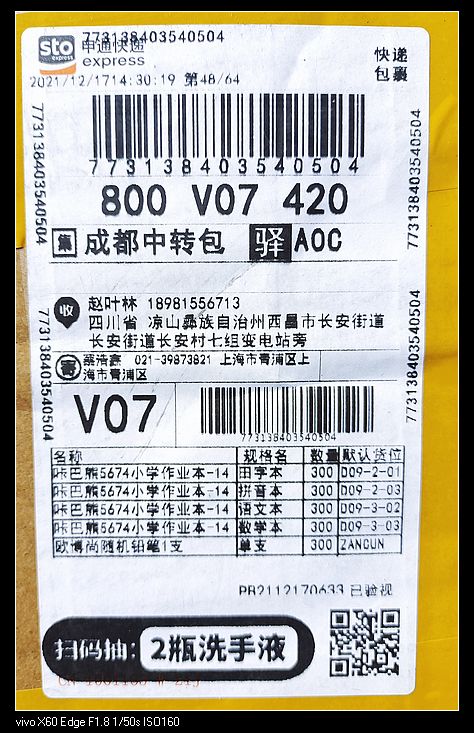 sto
express
773138403540504
申通快递
express
快递
包裹
2021/12/17 14:30:19 第48/64
773138403540504
773138403540504
773138403540504
800 V07 420
集 成都中转包 驿 A0C
773138403540504
773138403540504
收 赵叶林 18981556713
四川省 凉山彝族自治州西昌市长安街道
长安街道长安村七组变电站旁
寄 蔡浩鑫 021-39873821 上海市青浦区上
海市青浦区
V07
773138403540504
名称 规格名 数量 默认货位
咔巴熊5674小学作业本-14 田字本 300 D09-2-01
咔巴熊5674小学作业本-14 拼音本 300 D09-2-03
咔巴熊5674小学作业本-14 语文本 300 D09-3-02
咔巴熊5674小学作业本-14 数学本 300 D09-3-03
欧博尚随机铅笔1支 单支 300 ZANCUN
PB2112170633 已验视
扫码抽: 2瓶洗手液
vivo X60 Edge F1.8 1/50s ISO160